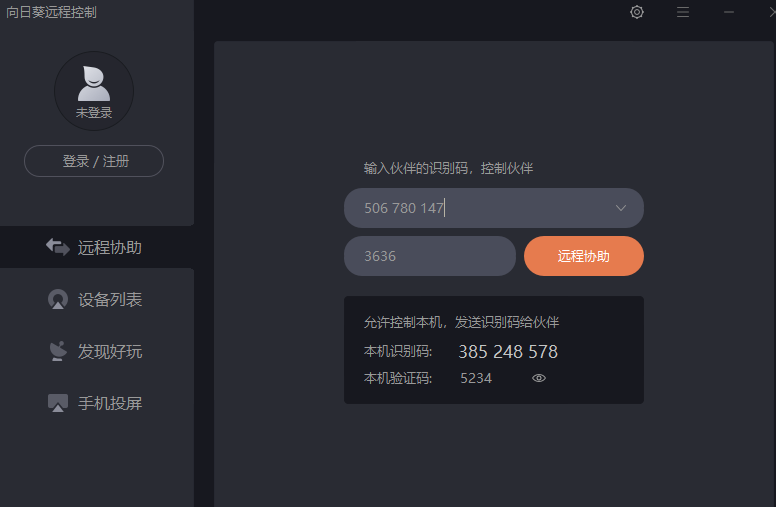 向日葵远程控制
未登录
登录 / 注册
远程协助
设备列表
发现好玩
手机投屏
输入伙伴的识别码，控制伙伴
506 780 147
3636
远程协助
允许控制本机，发送识别码给伙伴
本机识别码: 385 248 578
本机验证码: 5234